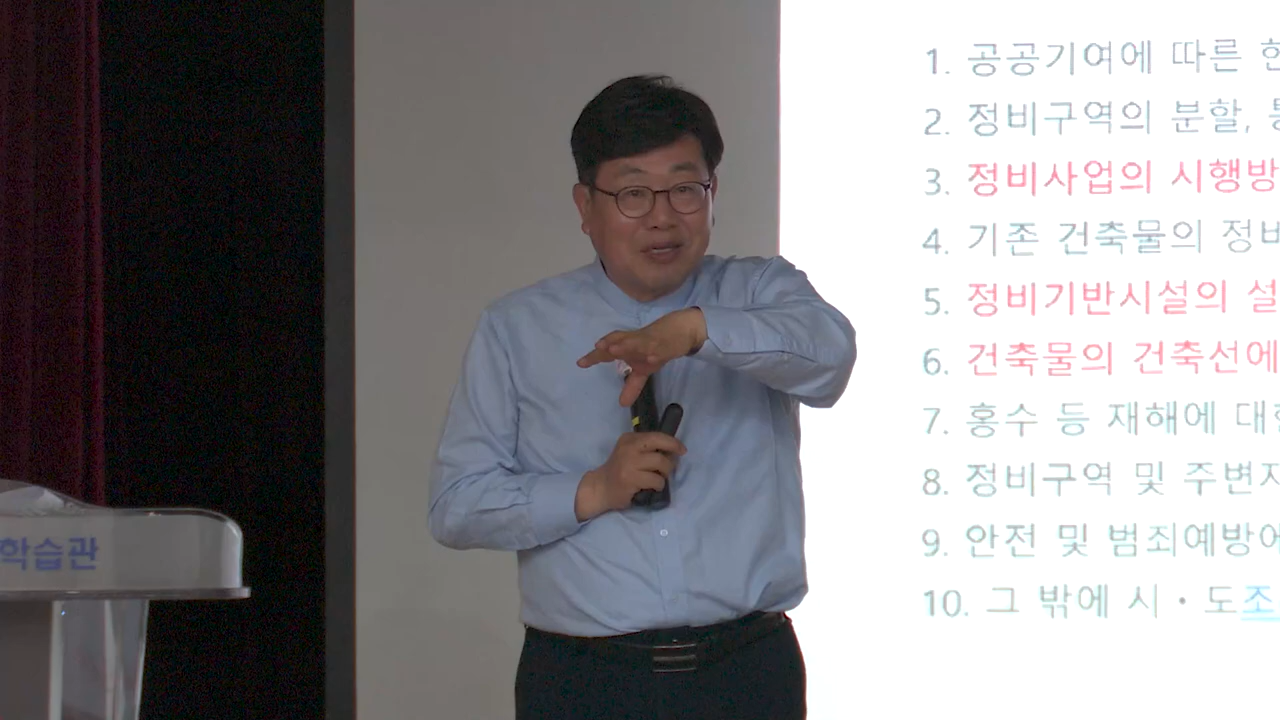 1. 공공기여에 따른
2. 정비구역의 분할,
3. 정비사업의 시행방
4. 기존 건축물의 정비
5. 정비기반시설의 설
6. 건축물의 건축선에
7. 홍수 등 재해에 대한
8. 정비구역 및 주변지
9. 안전 및 범죄예방에
10. 그 밖에 시・도조
학습관